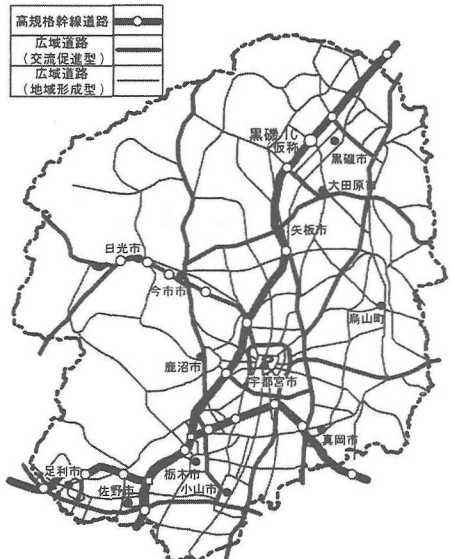 高規格幹線道路
広域道路
(交流促進型)
広域道路
(地域形成型)
黒磯IC
(仮称)
黒磯市
大田原市
矢板市
日光市
今市市
烏山町
鹿沼市
宇都宮市
真岡市
足利市
栃木市
佐野市
小山市